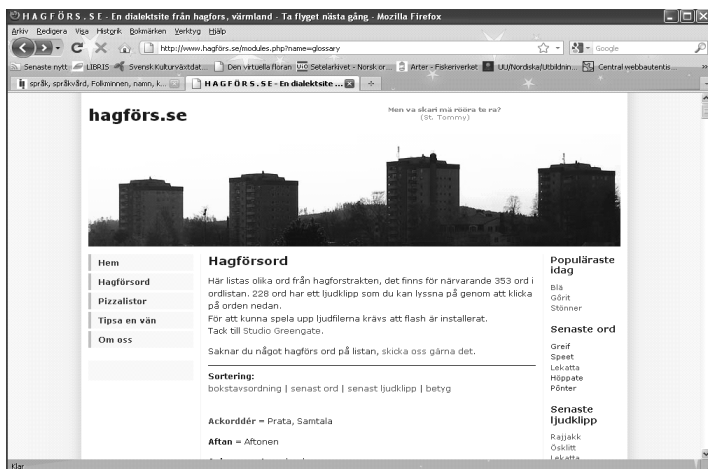 H A G F Ö R S . S E - En dialektsite från hagfors, värmland - Ta flyget nästa gång - Mozilla Firefox
Arkiv Redigera Visa Historik Bokmärken Verktyg Hjälp
http://www.hagförs.se/modules.php?name=glossary
Google
Senaste nytt LIBRIS Svensk Kulturväxtdat... Den virtuella floran Setelarkivet - Norsk or... Arter - Fiskeriverket UU/Nordiska/Utbildnin... Central webbautentis...
språk, språkvård, Folkminnen, namn, k... H A G F Ö R S . S E - En dialektsite ...
hagförs.se
Men va skari mä rööra te ra?
(St. Tommy)
Hem
Hagförsord
Pizzalistor
Tipsa en vän
Om oss
Hagförsord
Här listas olika ord från hagforstrakten, det finns för närvarande 353 ord i
ordlistan. 228 ord har ett ljudklipp som du kan lyssna på genom att klicka
på orden nedan.
För att kunna spela upp ljudfilerna krävs att flash är installerat.
Tack till Studio Greengate.
Saknar du något hagförs ord på listan, skicka oss gärna det.
Sortering:
bokstavsordning | senast ord | senast ljudklipp | betyg
Ackorddér = Prata, Samtala
Aftan = Aftonen
Populäraste
idag
Blä
Görit
Stönner
Senaste ord
Greif
Speet
Lekatta
Höppate
Pönter
Senaste
ljudklipp
Rajjakk
Ösklitt
Lekatta
Klar